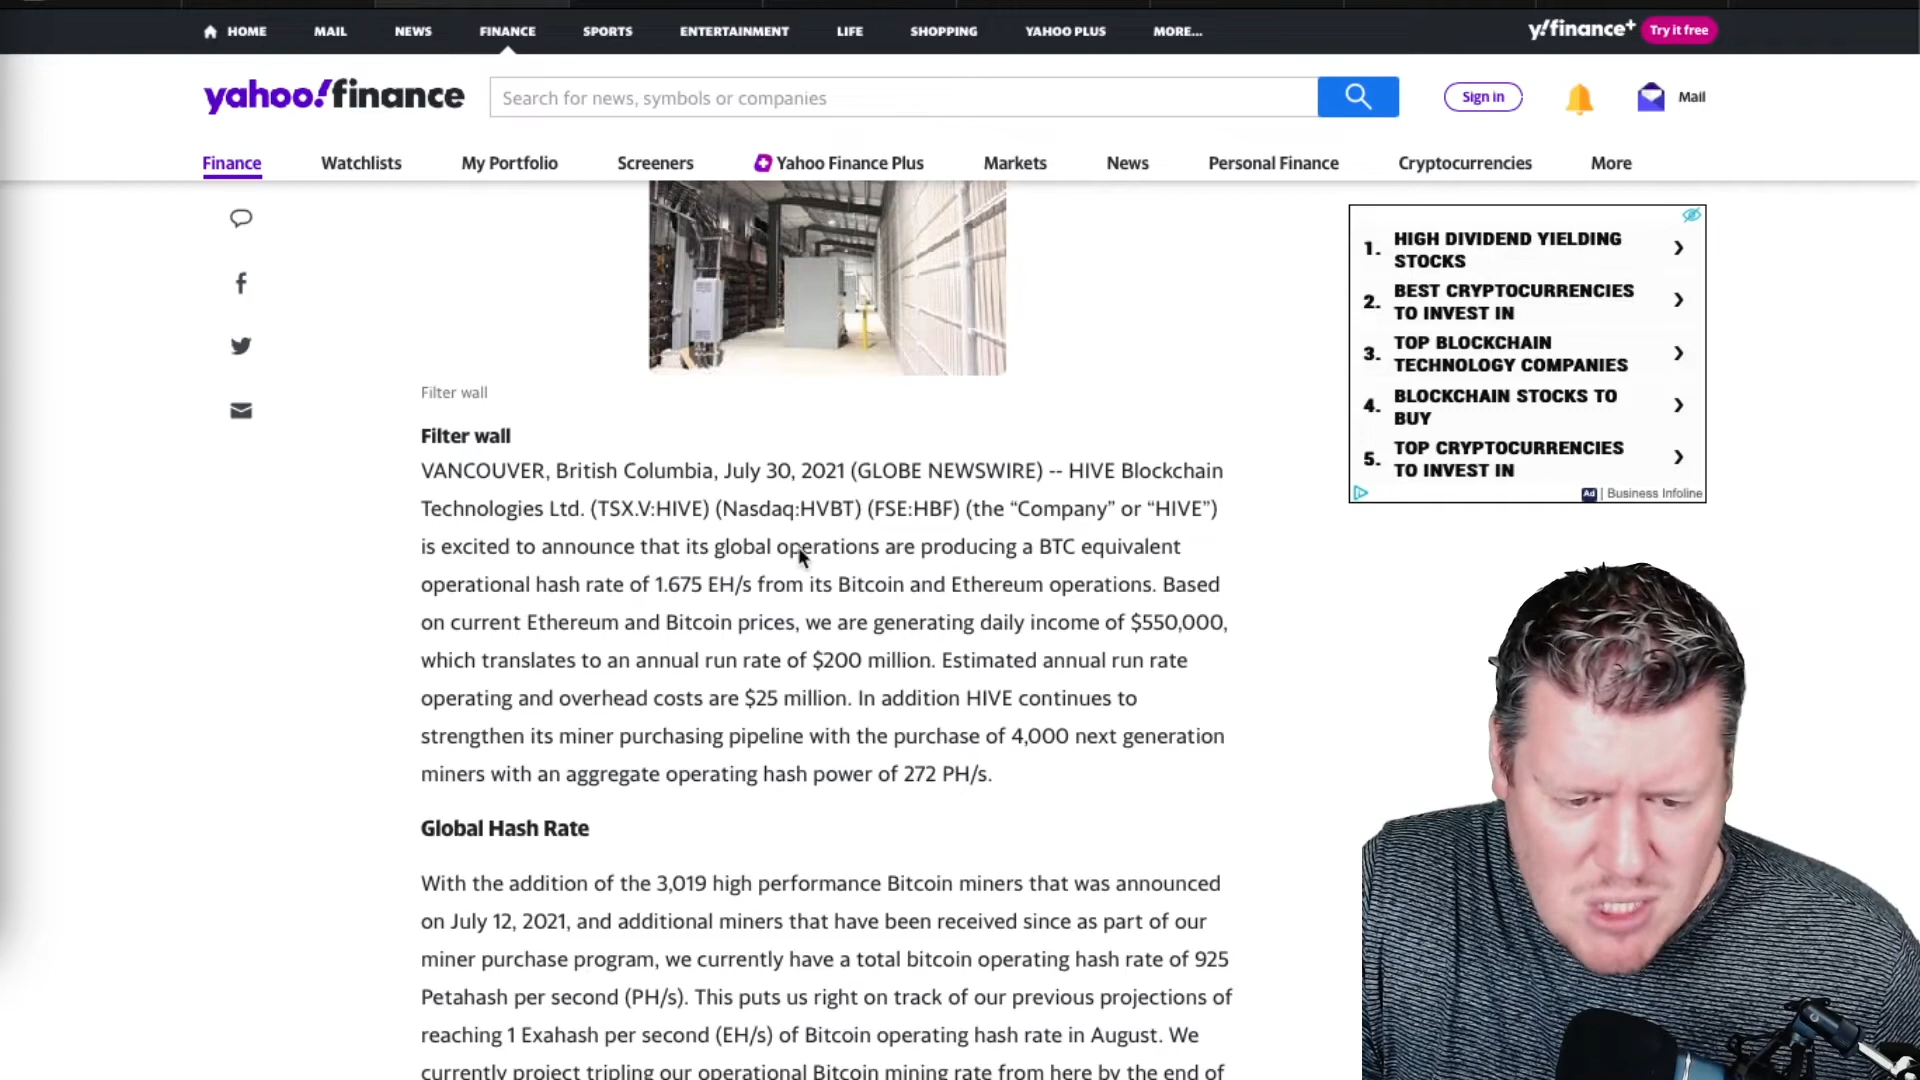 HOME MAIL NEWS FINANCE SPORTS ENTERTAINMENT LIFE SHOPPING YAHOO PLUS MORE... y!finance+ Try it free
yahoo!finance Search for news, symbols or companies Sign in Mail
Finance Watchlists My Portfolio Screeners Yahoo Finance Plus Markets News Personal Finance Cryptocurrencies More
Filter wall
Filter wall
VANCOUVER, British Columbia, July 30, 2021 (GLOBE NEWSWIRE) -- HIVE Blockchain
Technologies Ltd. (TSX.V:HIVE) (Nasdaq:HVBT) (FSE:HBF) (the “Company” or “HIVE”)
is excited to announce that its global operations are producing a BTC equivalent
operational hash rate of 1.675 EH/s from its Bitcoin and Ethereum operations. Based
on current Ethereum and Bitcoin prices, we are generating daily income of $550,000,
which translates to an annual run rate of $200 million. Estimated annual run rate
operating and overhead costs are $25 million. In addition HIVE continues to
strengthen its miner purchasing pipeline with the purchase of 4,000 next generation
miners with an aggregate operating hash power of 272 PH/s.
Global Hash Rate
With the addition of the 3,019 high performance Bitcoin miners that was announced
on July 12, 2021, and additional miners that have been received since as part of our
miner purchase program, we currently have a total bitcoin operating hash rate of 925
Petahash per second (PH/s). This puts us right on track of our previous projections of
reaching 1 Exahash per second (EH/s) of Bitcoin operating hash rate in August. We
currently project tripling our operational Bitcoin mining rate from here by the end of
1. HIGH DIVIDEND YIELDING
STOCKS
2. BEST CRYPTOCURRENCIES
TO INVEST IN
3. TOP BLOCKCHAIN
TECHNOLOGY COMPANIES
4. BLOCKCHAIN STOCKS TO
BUY
5. TOP CRYPTOCURRENCIES
TO INVEST IN
Ad | Business Infoline